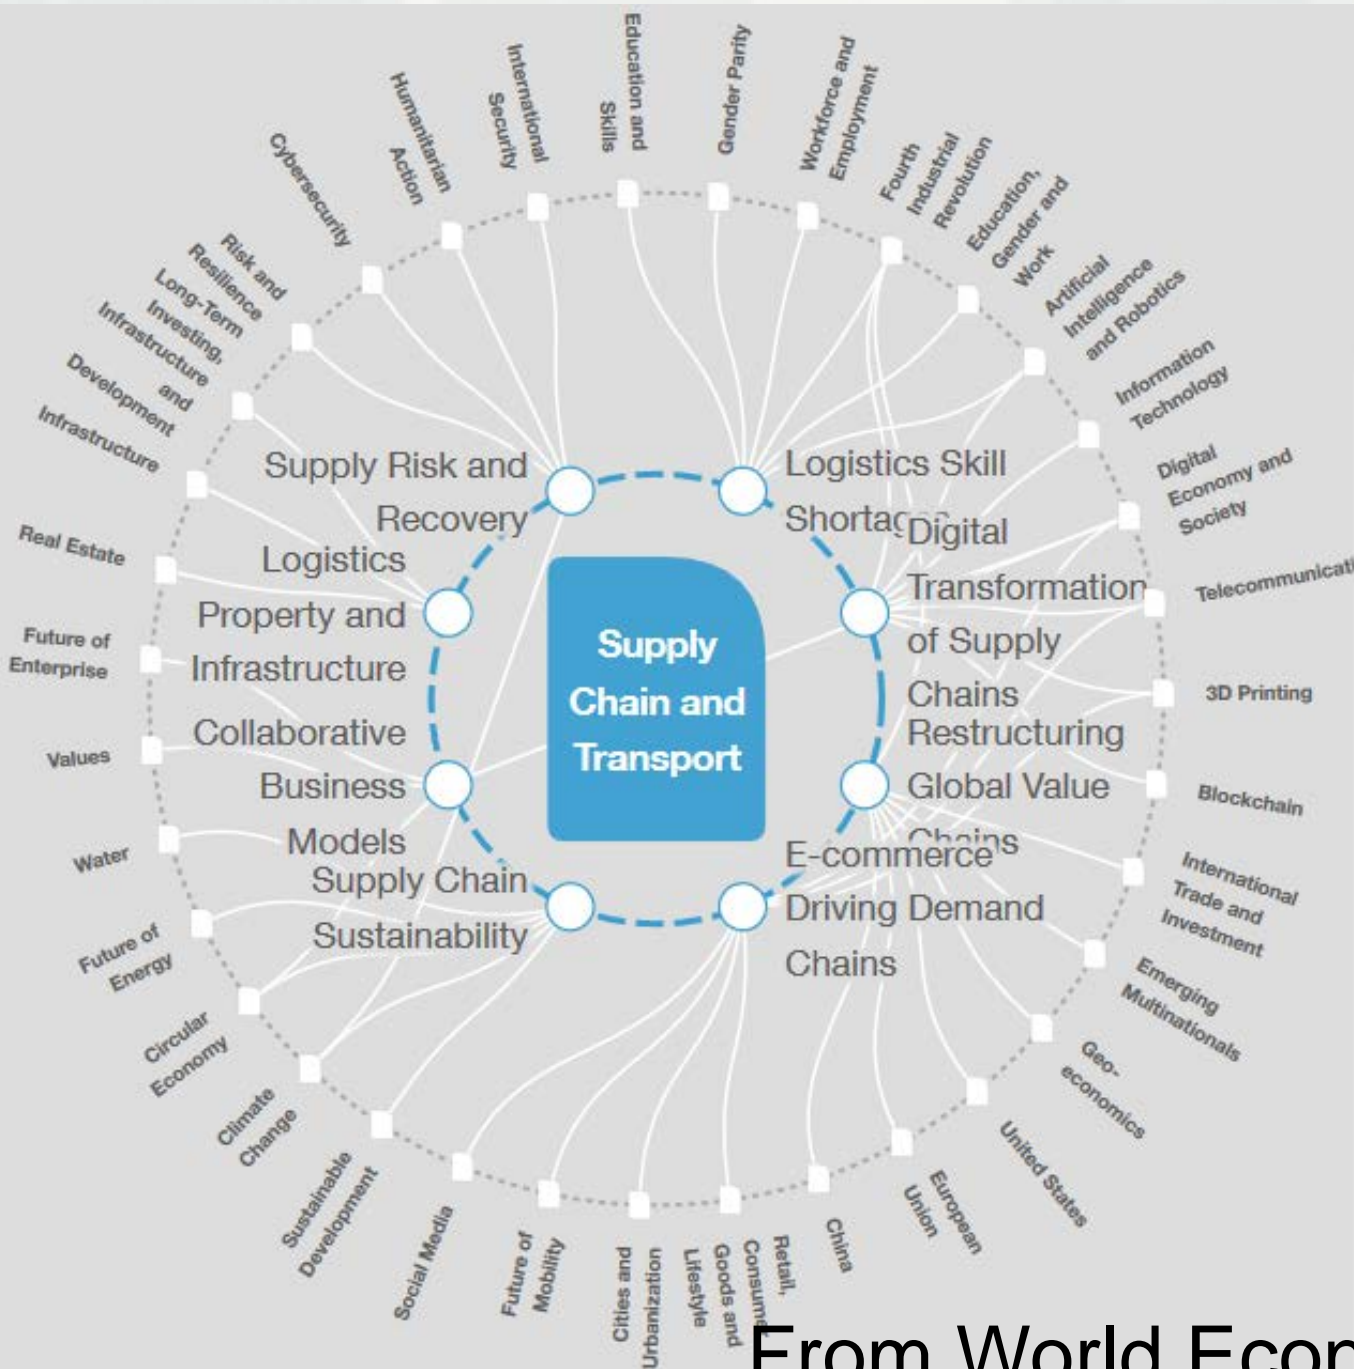 Education and
Skills
Gender Parity
Workforce and
Employment
Fourth
Industrial
Revolution
Education,
Gender and
Work
Artificial
Intelligence
and Robotics
Information
Technology
Digital
Economy and
Society
3D Printing
Blockchain
International
Trade and
Investment
Emerging
Multinationals
Geo-
economics
United States
European
Union
China
Retail,
Goods and
Lifestyle
Cities and
Urbanization
Future of
Mobility
Social Media
Sustainable
Development
Climate
Change
Circular
Economy
Future of
Energy
Water
Values
Future of
Enterprise
Real Estate
Infrastructure
Long-Term
Investing,
Infrastructure
and
Development
Risk and
Resilience
Cybersecurity
Humanitarian
Action
International
Security
Supply Risk and
Recovery
Logistics
Property and
Infrastructure
Collaborative
Business
Models
Supply Chain
Sustainability
Logistics Skill
Digital
Transformation
of Supply
Chains
Restructuring
Global Value
Chains
E-commerce
Driving Demand
Chains
Supply
Chain and
Transport
From World